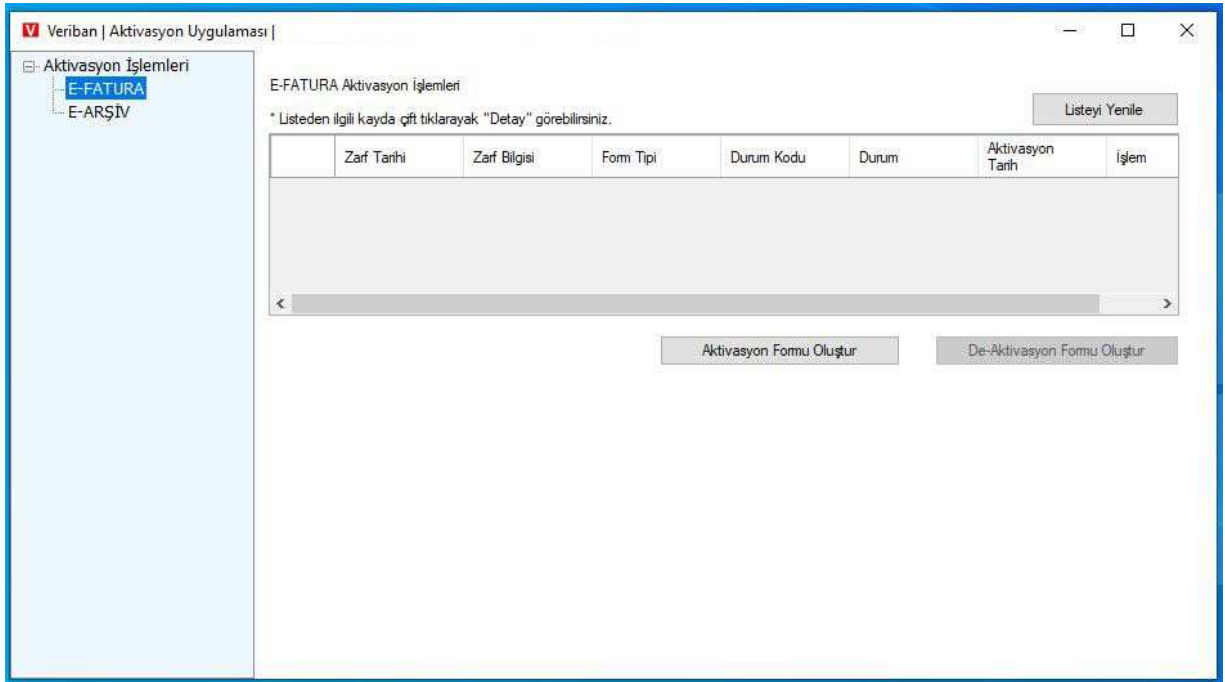 V Veriban | Aktivasyon Uygulaması |
Aktivasyon İşlemleri
E-FATURA
E-ARŞİV
E-FATURA Aktivasyon İşlemleri
* Listeden ilgili kayda çift tıklarayak "Detay" görebilirsiniz.
Listeyi Yenile
Zarf Tarihi Zarf Bilgisi Form Tipi Durum Kodu Durum Aktivasyon Tarih İşlem
Aktivasyon Formu Oluştur De-Aktivasyon Formu Oluştur